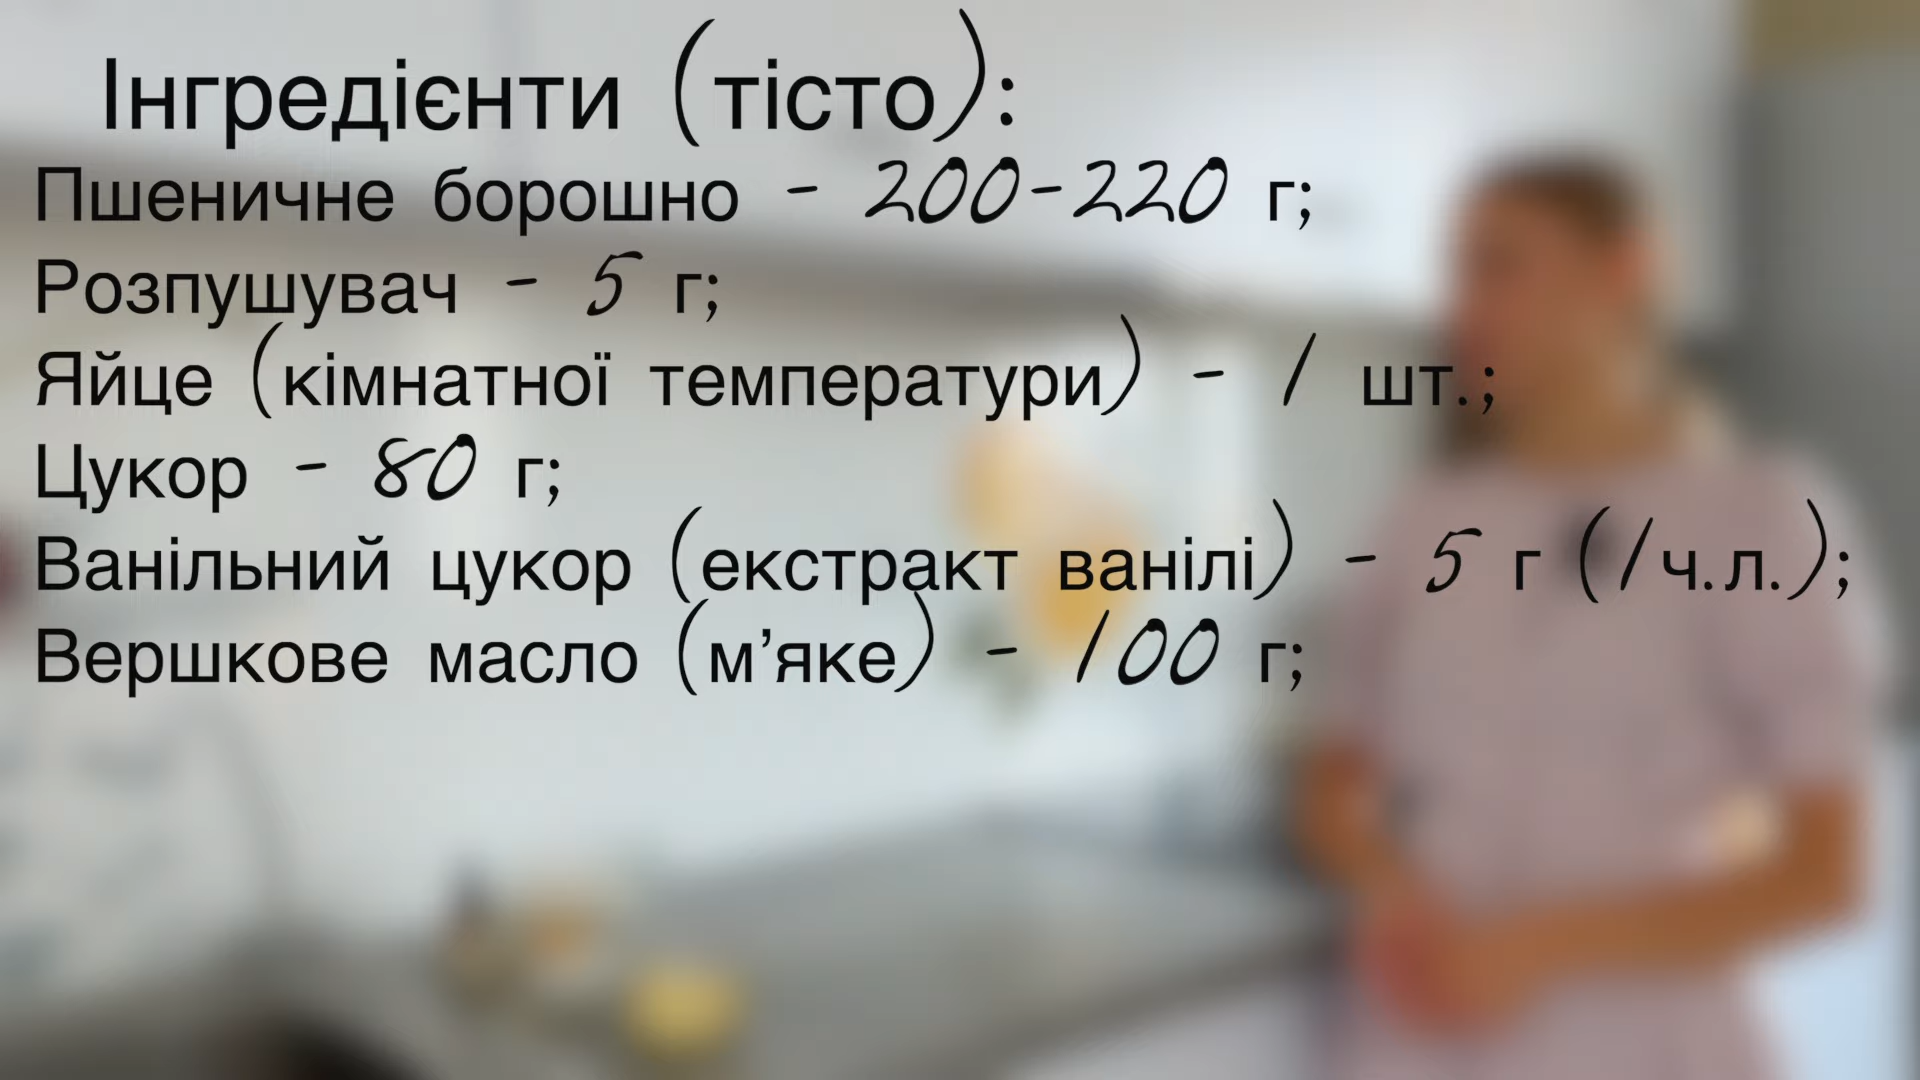 Інгредієнти (тісто):
Пшеничне борошно - 200-220 г;
Розпушувач - 5 г;
Яйце (кімнатної температури) - 1 шт.;
Цукор - 80 г;
Ванільний цукор (екстракт ванілі) - 5 г (1 ч.л.);
Вершкове масло (м’яке) - 100 г;